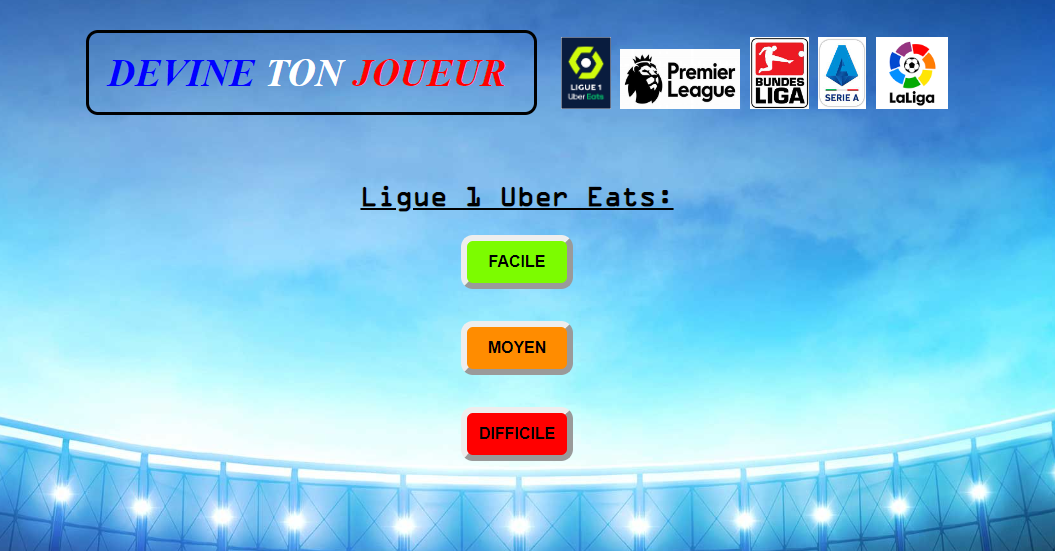 DEVINE TON JOUEUR
LIGUE 1
Uber Eats
Premier
League
BUNDES
LIGA
SERIE A
LaLiga
Ligue 1 Uber Eats:
FACILE
MOYEN
DIFFICILE